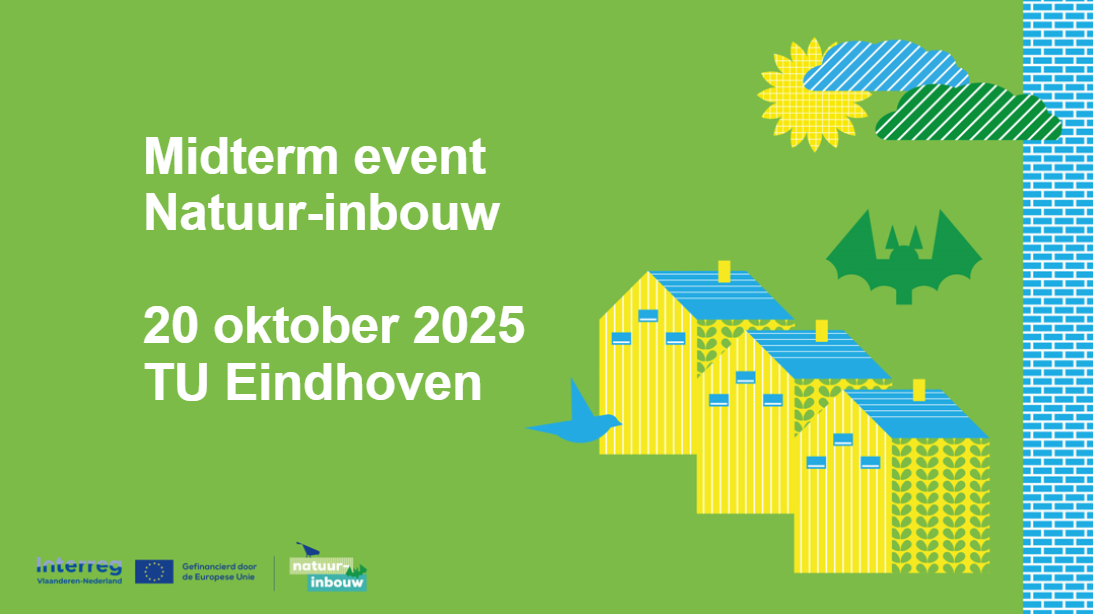 Midterm event
Natuur-inbouw
20 oktober 2025
TU Eindhoven
Interreg
Vlaanderen-Nederland
Gefinancierd door
de Europese Unie
natuur-
inbouw